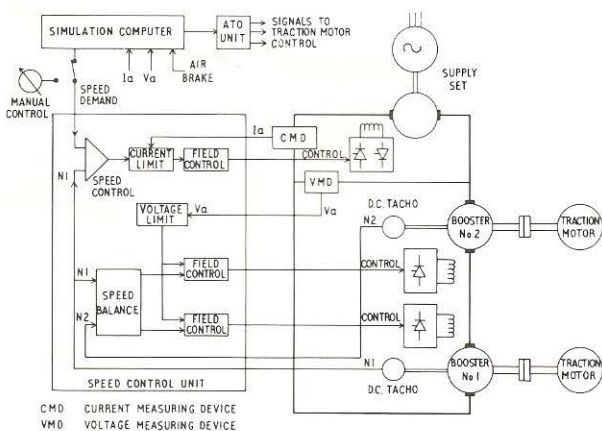 SIMULATION COMPUTER
ATO
UNIT
SIGNALS TO
TRACTION MOTOR
CONTROL
Ia
Va
AIR
BRAKE
SUPPLY
SET
MANUAL
CONTROL
SPEED
DEMAND
Ia
CMD
N1
SPEED
CONTROL
CURRENT
LIMIT
FIELD
CONTROL
CONTROL
VMD
VOLTAGE
LIMIT
Va
Va
D.C. TACHO
N2
BOOSTER
No.2
TRACTION
MOTOR
N1
N2
SPEED
BALANCE
FIELD
CONTROL
CONTROL
FIELD
CONTROL
CONTROL
N1
D.C. TACHO
BOOSTER
No 1
TRACTION
MOTOR
SPEED CONTROL UNIT
CMD CURRENT MEASURING DEVICE
VMD VOLTAGE MEASURING DEVICE